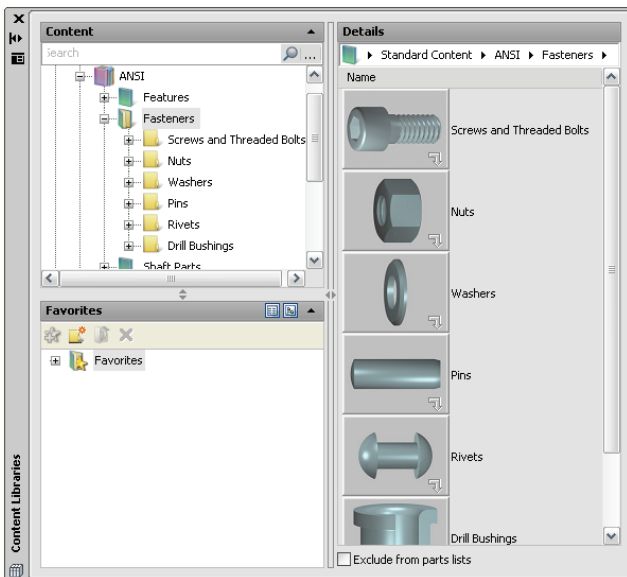 Content
Search
...
ANSI
Features
Fasteners
Screws and Threaded Bolts
Nuts
Washers
Pins
Rivets
Drill Bushings
Shaft Parts
Favorites
Favorites
Content Libraries
Details
Standard Content ANSI Fasteners
Name
Screws and Threaded Bolts
Nuts
Washers
Pins
Rivets
Drill Bushings
Exclude from parts lists